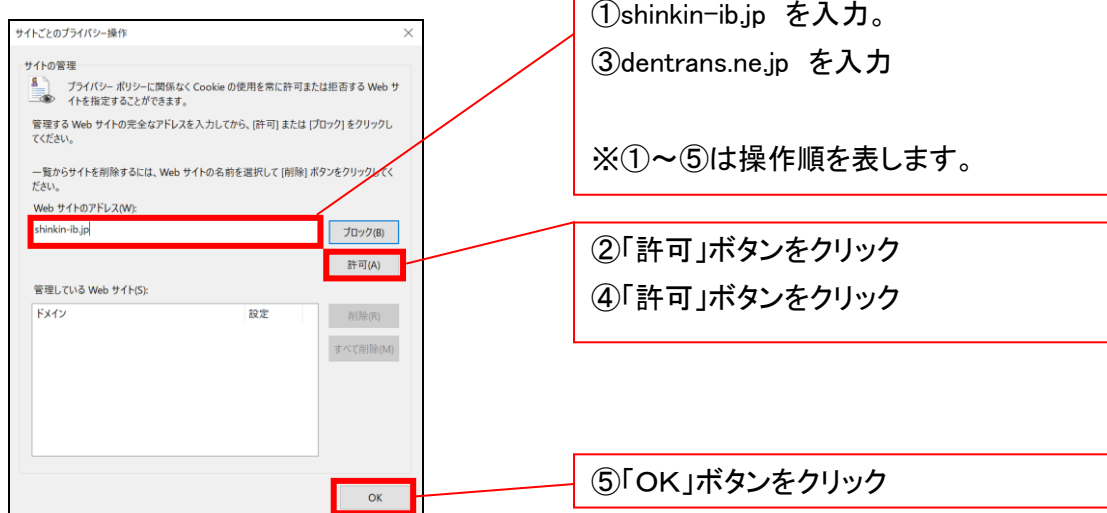 サイトごとのプライバシー操作
サイトの管理
プライバシー ポリシーに関係なく Cookie の使用を常に許可または拒否する Web サ
イトを指定することができます。
管理する Web サイトの完全なアドレスを入力してから、[許可] または [ブロック] をクリックし
てください。
一覧からサイトを削除するには、Web サイトの名前を選択して [削除] ボタンをクリックしてく
ださい。
Web サイトのアドレス(W):
shinkin-ib.jp
ブロック(B)
許可(A)
管理している Web サイト(S):
ドメイン 設定
削除(R)
すべて削除(M)
OK
①shinkin-ib.jp を入力。
③dentrans.ne.jp を入力
※①～⑤は操作順を表します。
②「許可」ボタンをクリック
④「許可」ボタンをクリック
⑤「ＯＫ」ボタンをクリック